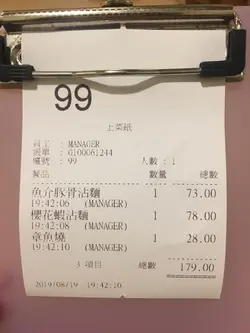 99
上菜紙
員工 : MANAGER
賬單 : 0100061244
檯號 : 99 人數 : 1
餐品 數量 總數
魚介豚骨沾麵 1 73.00
19:42:06 (MANAGER)
櫻花蝦沾麵 1 78.00
19:42:08 (MANAGER)
章魚燒 1 28.00
19:42:10 (MANAGER)
3 項目 總數 179.00
2019/08/19 19:42:10